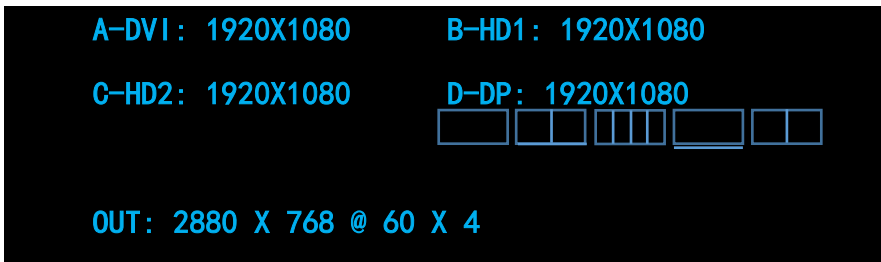 A-DVI: 1920X1080 B-HD1: 1920X1080
C-HD2: 1920X1080 D-DP: 1920X1080
OUT: 2880 X 768 @ 60 X 4